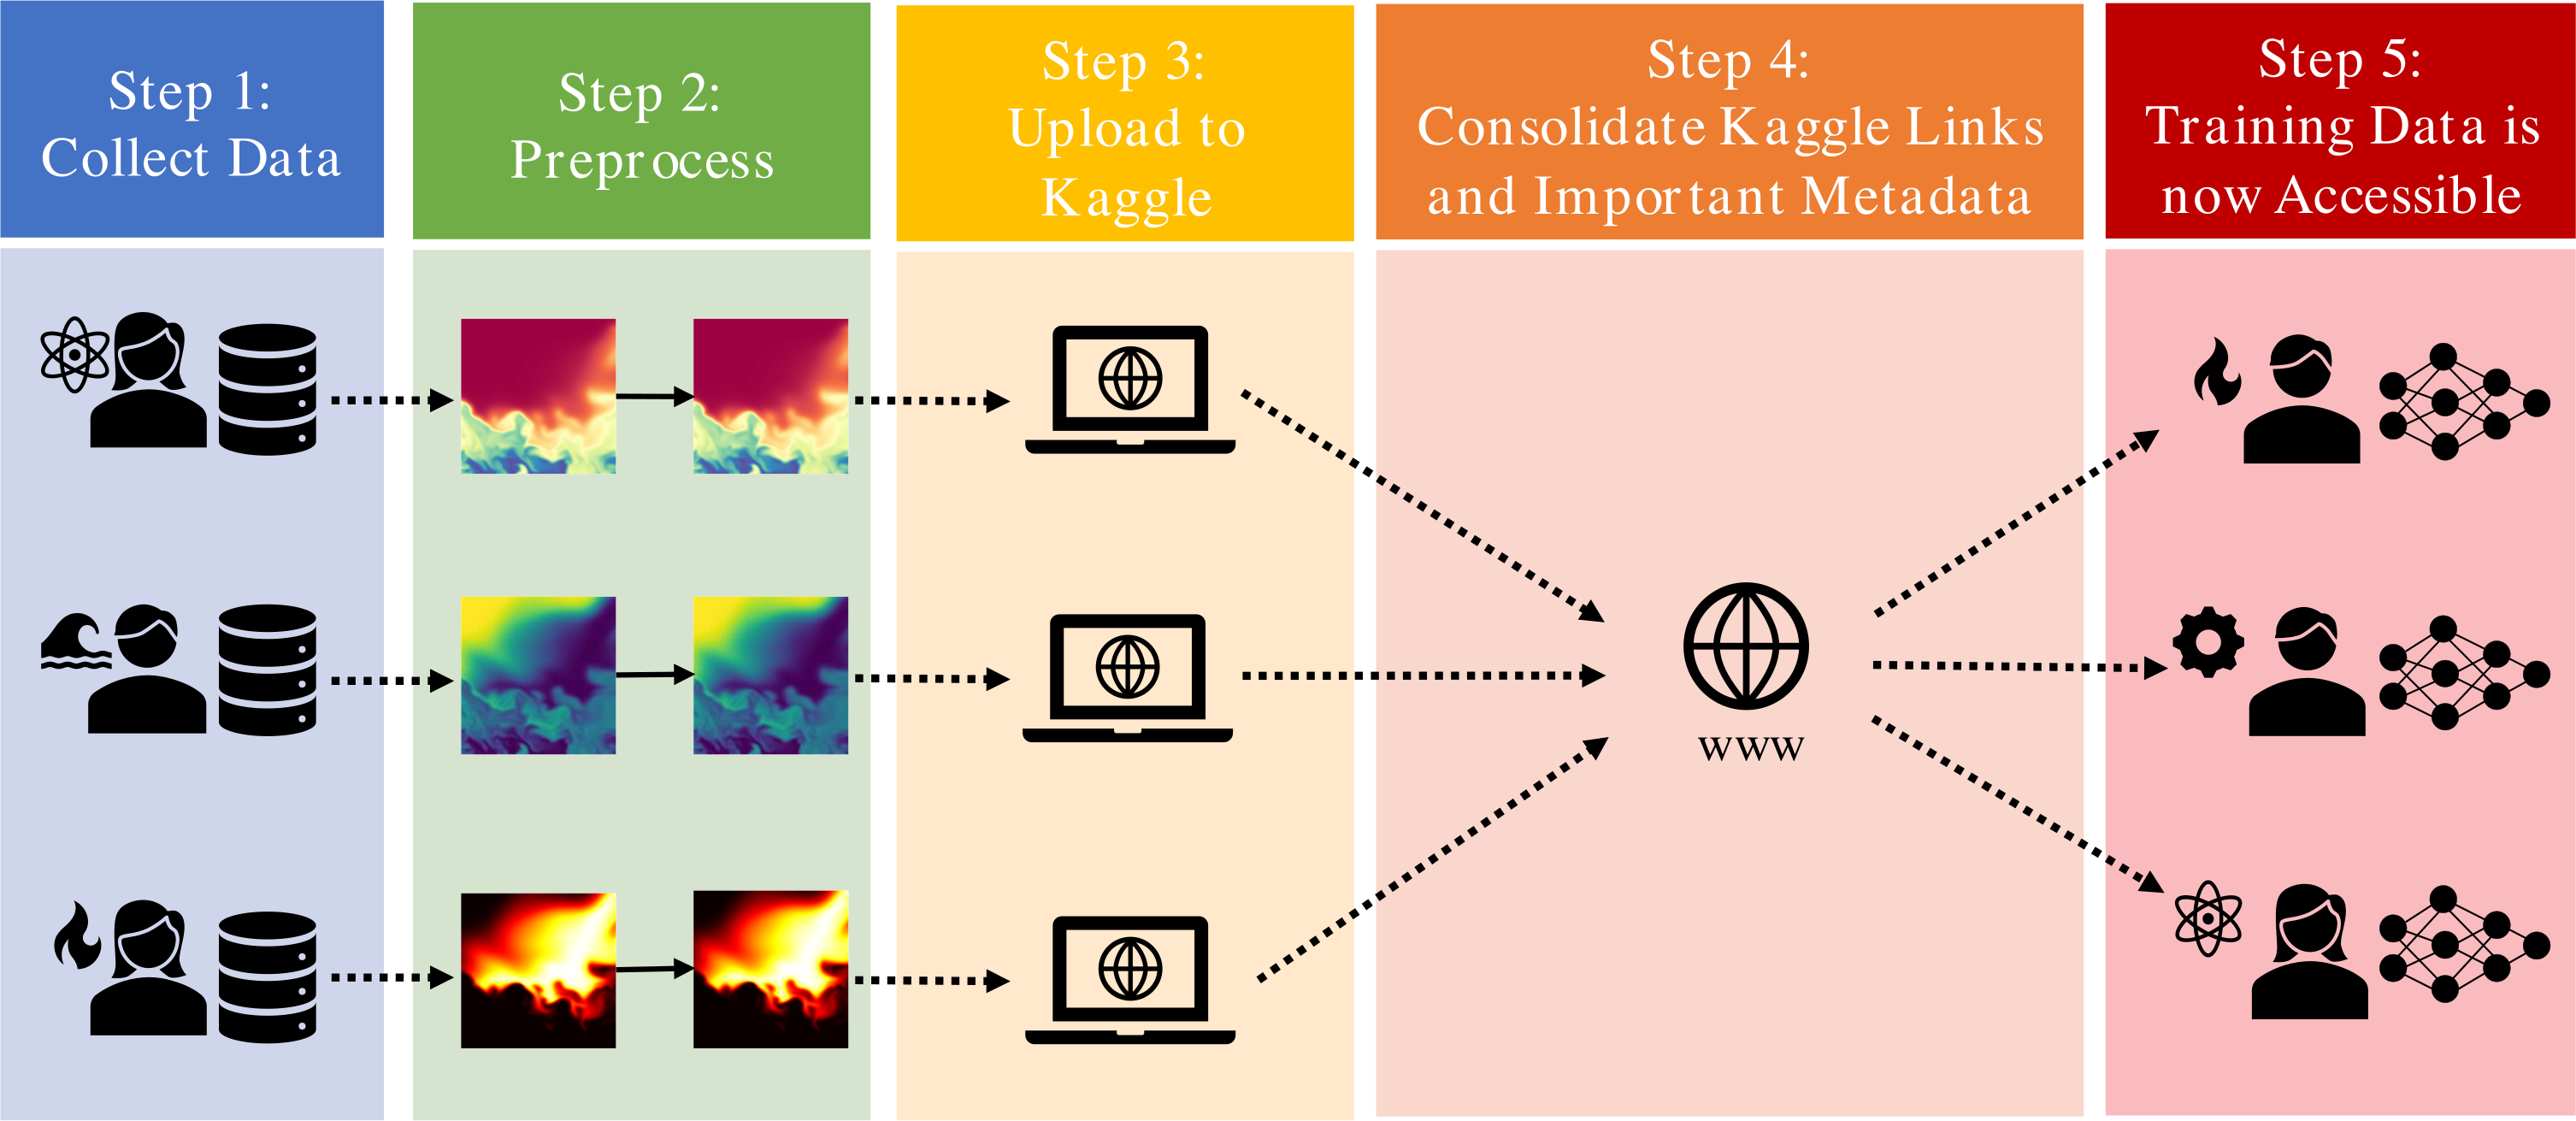 Step 1:
Collect Data
Step 2:
Preprocess
Step 3:
Upload to
Kaggle
Step 4:
Consolidate Kaggle Links
and Important Metadata
Step 5:
Training Data is
now Accessible
www